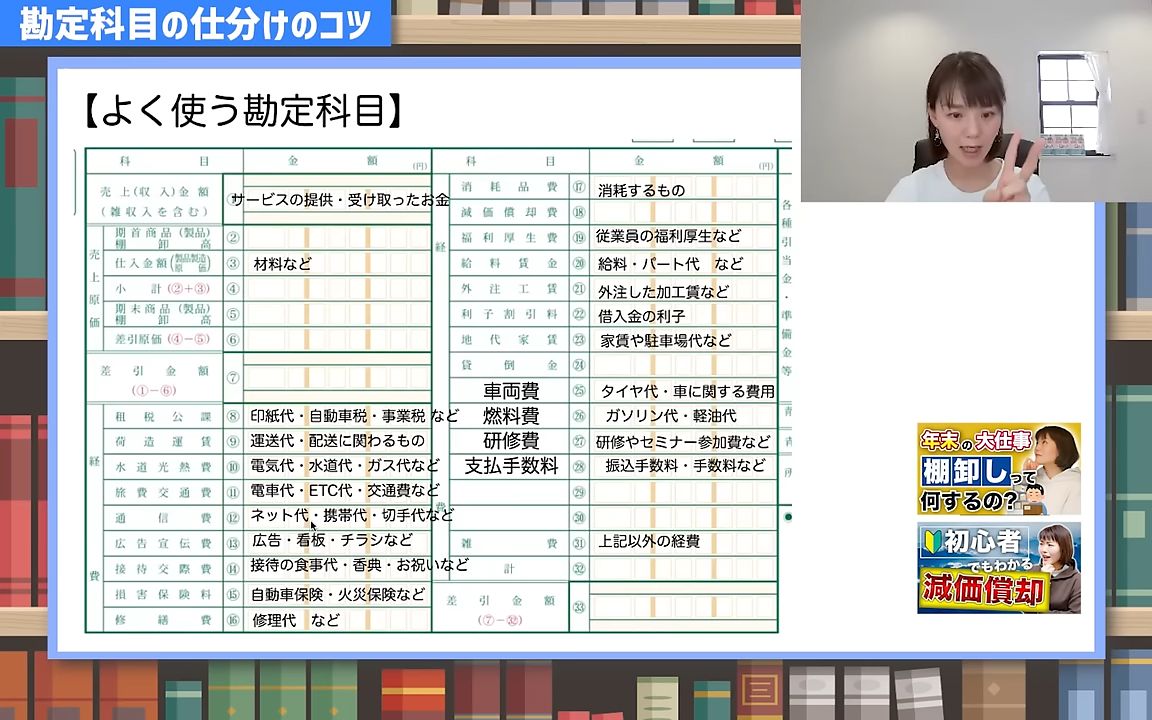 勘定科目の仕分けのコツ
【よく使う勘定科目】
科 目 金 額 (円) 科 目 金 額 (円)
売上(収入)金額
(雑収入を含む)
サービスの提供・受け取ったお金
売上原価
期首商品(製品)
棚卸高 ②
仕入金額(製品製造原価) ③ 材料など
小計(②+③) ④
期末商品(製品)
棚卸高 ⑤
差引原価(④-⑤) ⑥
差引金額
(①-⑥) ⑦
経
費
租税公課 ⑧ 印紙代・自動車税・事業税 など
荷造運賃 ⑨ 運送代・配送に関わるもの
水道光熱費 ⑩ 電気代・水道代・ガス代など
旅費交通費 ⑪ 電車代・ETC代・交通費など
通信費 ⑫ ネット代・携帯代・切手代など
広告宣伝費 ⑬ 広告・看板・チラシなど
接待交際費 ⑭ 接待の食事代・香典・お祝いなど
損害保険料 ⑮ 自動車保険・火災保険など
修繕費 ⑯ 修理代 など
経
費
消耗品費 ⑰ 消耗するもの
減価償却費 ⑱
福利厚生費 ⑲ 従業員の福利厚生など
給料賃金 ⑳ 給料・パート代 など
外注工賃 ㉑ 外注した加工賃など
利子割引料 ㉒ 借入金の利子
地代家賃 ㉓ 家賃や駐車場代など
貸倒金 ㉔
車両費 ㉕ タイヤ代・車に関する費用
燃料費 ㉖ ガソリン代・軽油代
研修費 ㉗ 研修やセミナー参加費など
支払手数料 ㉘ 振込手数料・手数料など
㉙
㉚
雑費 ㉛ 上記以外の経費
計 ㉜
差引金額
(⑦-㉜) ㉝
各種引当金・準備金等
年末の大仕事
棚卸しって
何するの?
初心者
でもわかる
減価償却